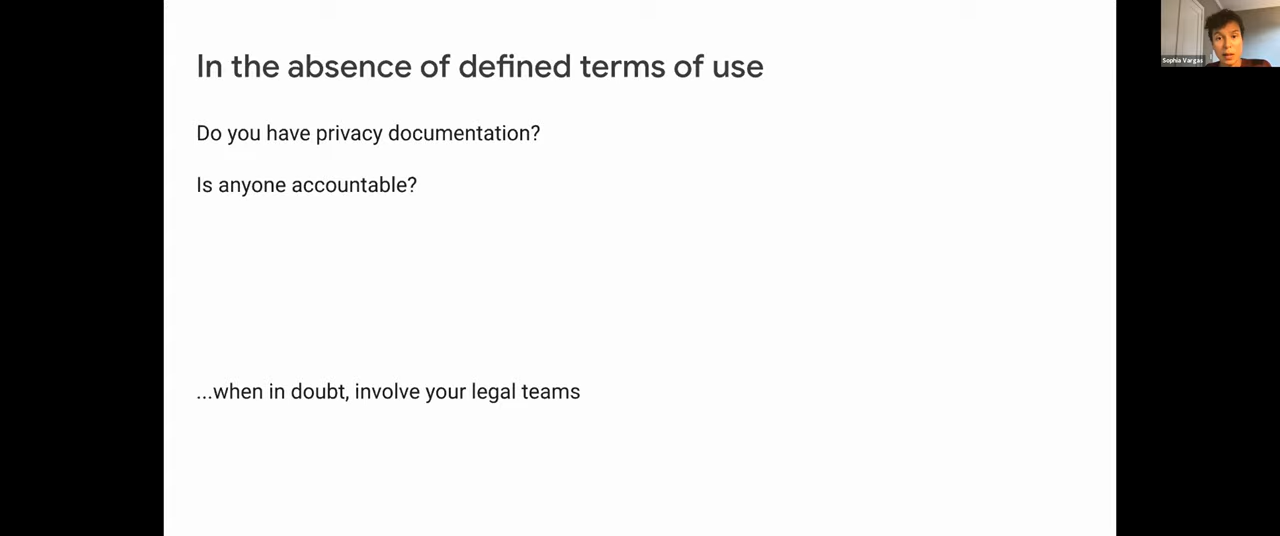 In the absence of defined terms of use
Do you have privacy documentation?
Is anyone accountable?
...when in doubt, involve your legal teams
Sophia Vargas